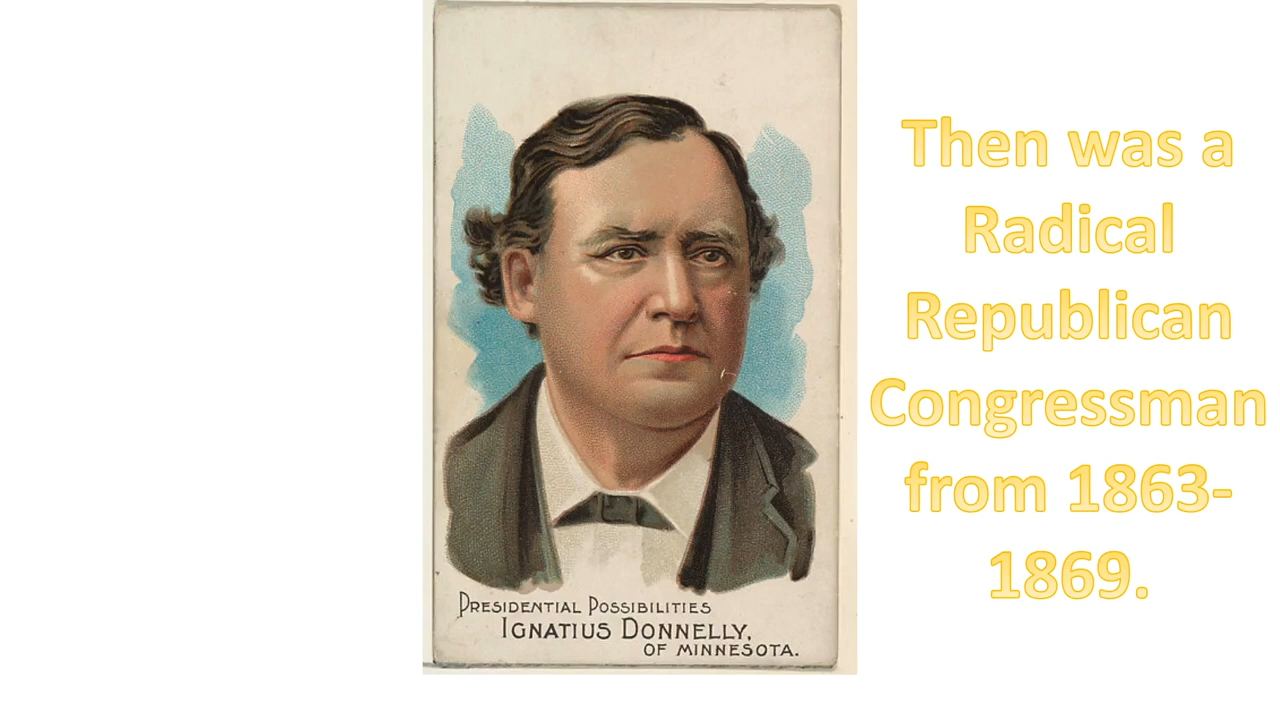 Then was a
Radical
Republican
Congressman
from 1863-
1869.
PRESIDENTIAL POSSIBILITIES
IGNATIUS DONNELLY,
OF MINNESOTA.